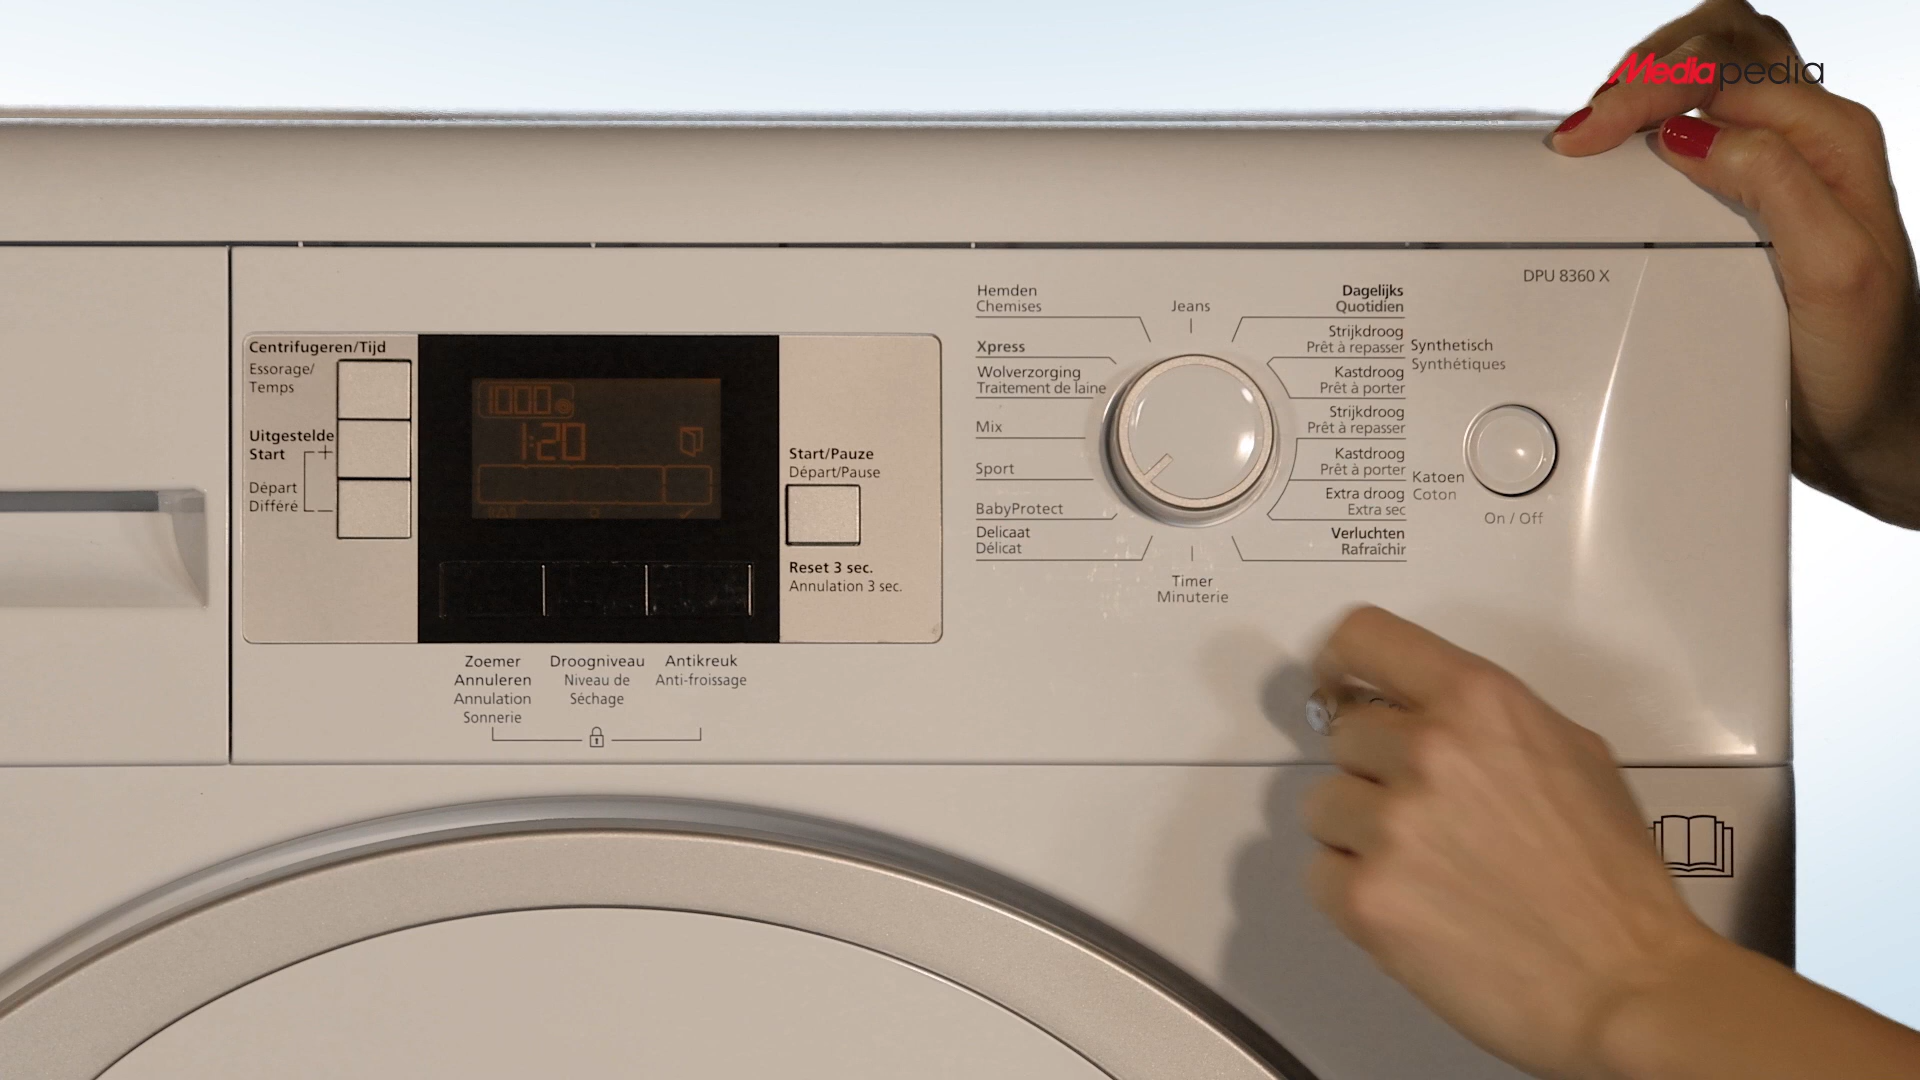 Mediapedia
DPU 8360 X
Centrifugeren/Tijd
Essorage/
Temps
Uitgestelde
Start
+
Départ
Différé
1000
1:20
Start/Pauze
Départ/Pause
Reset 3 sec.
Annulation 3 sec.
Zoemer
Annuleren
Annulation
Sonnerie
Droogniveau
Niveau de
Séchage
Antikreuk
Anti-froissage
Hemden
Chemises
Xpress
Wolverzorging
Traitement de laine
Mix
Sport
BabyProtect
Delicaat
Délicat
Jeans
Timer
Minuterie
Dagelijks
Quotidien
Strijkdroog
Prêt à repasser
Kastdroog
Prêt à porter
Synthetisch
Synthétiques
Strijkdroog
Prêt à repasser
Kastdroog
Prêt à porter
Extra droog
Extra sec
Katoen
Coton
Verluchten
Rafraîchir
On / Off